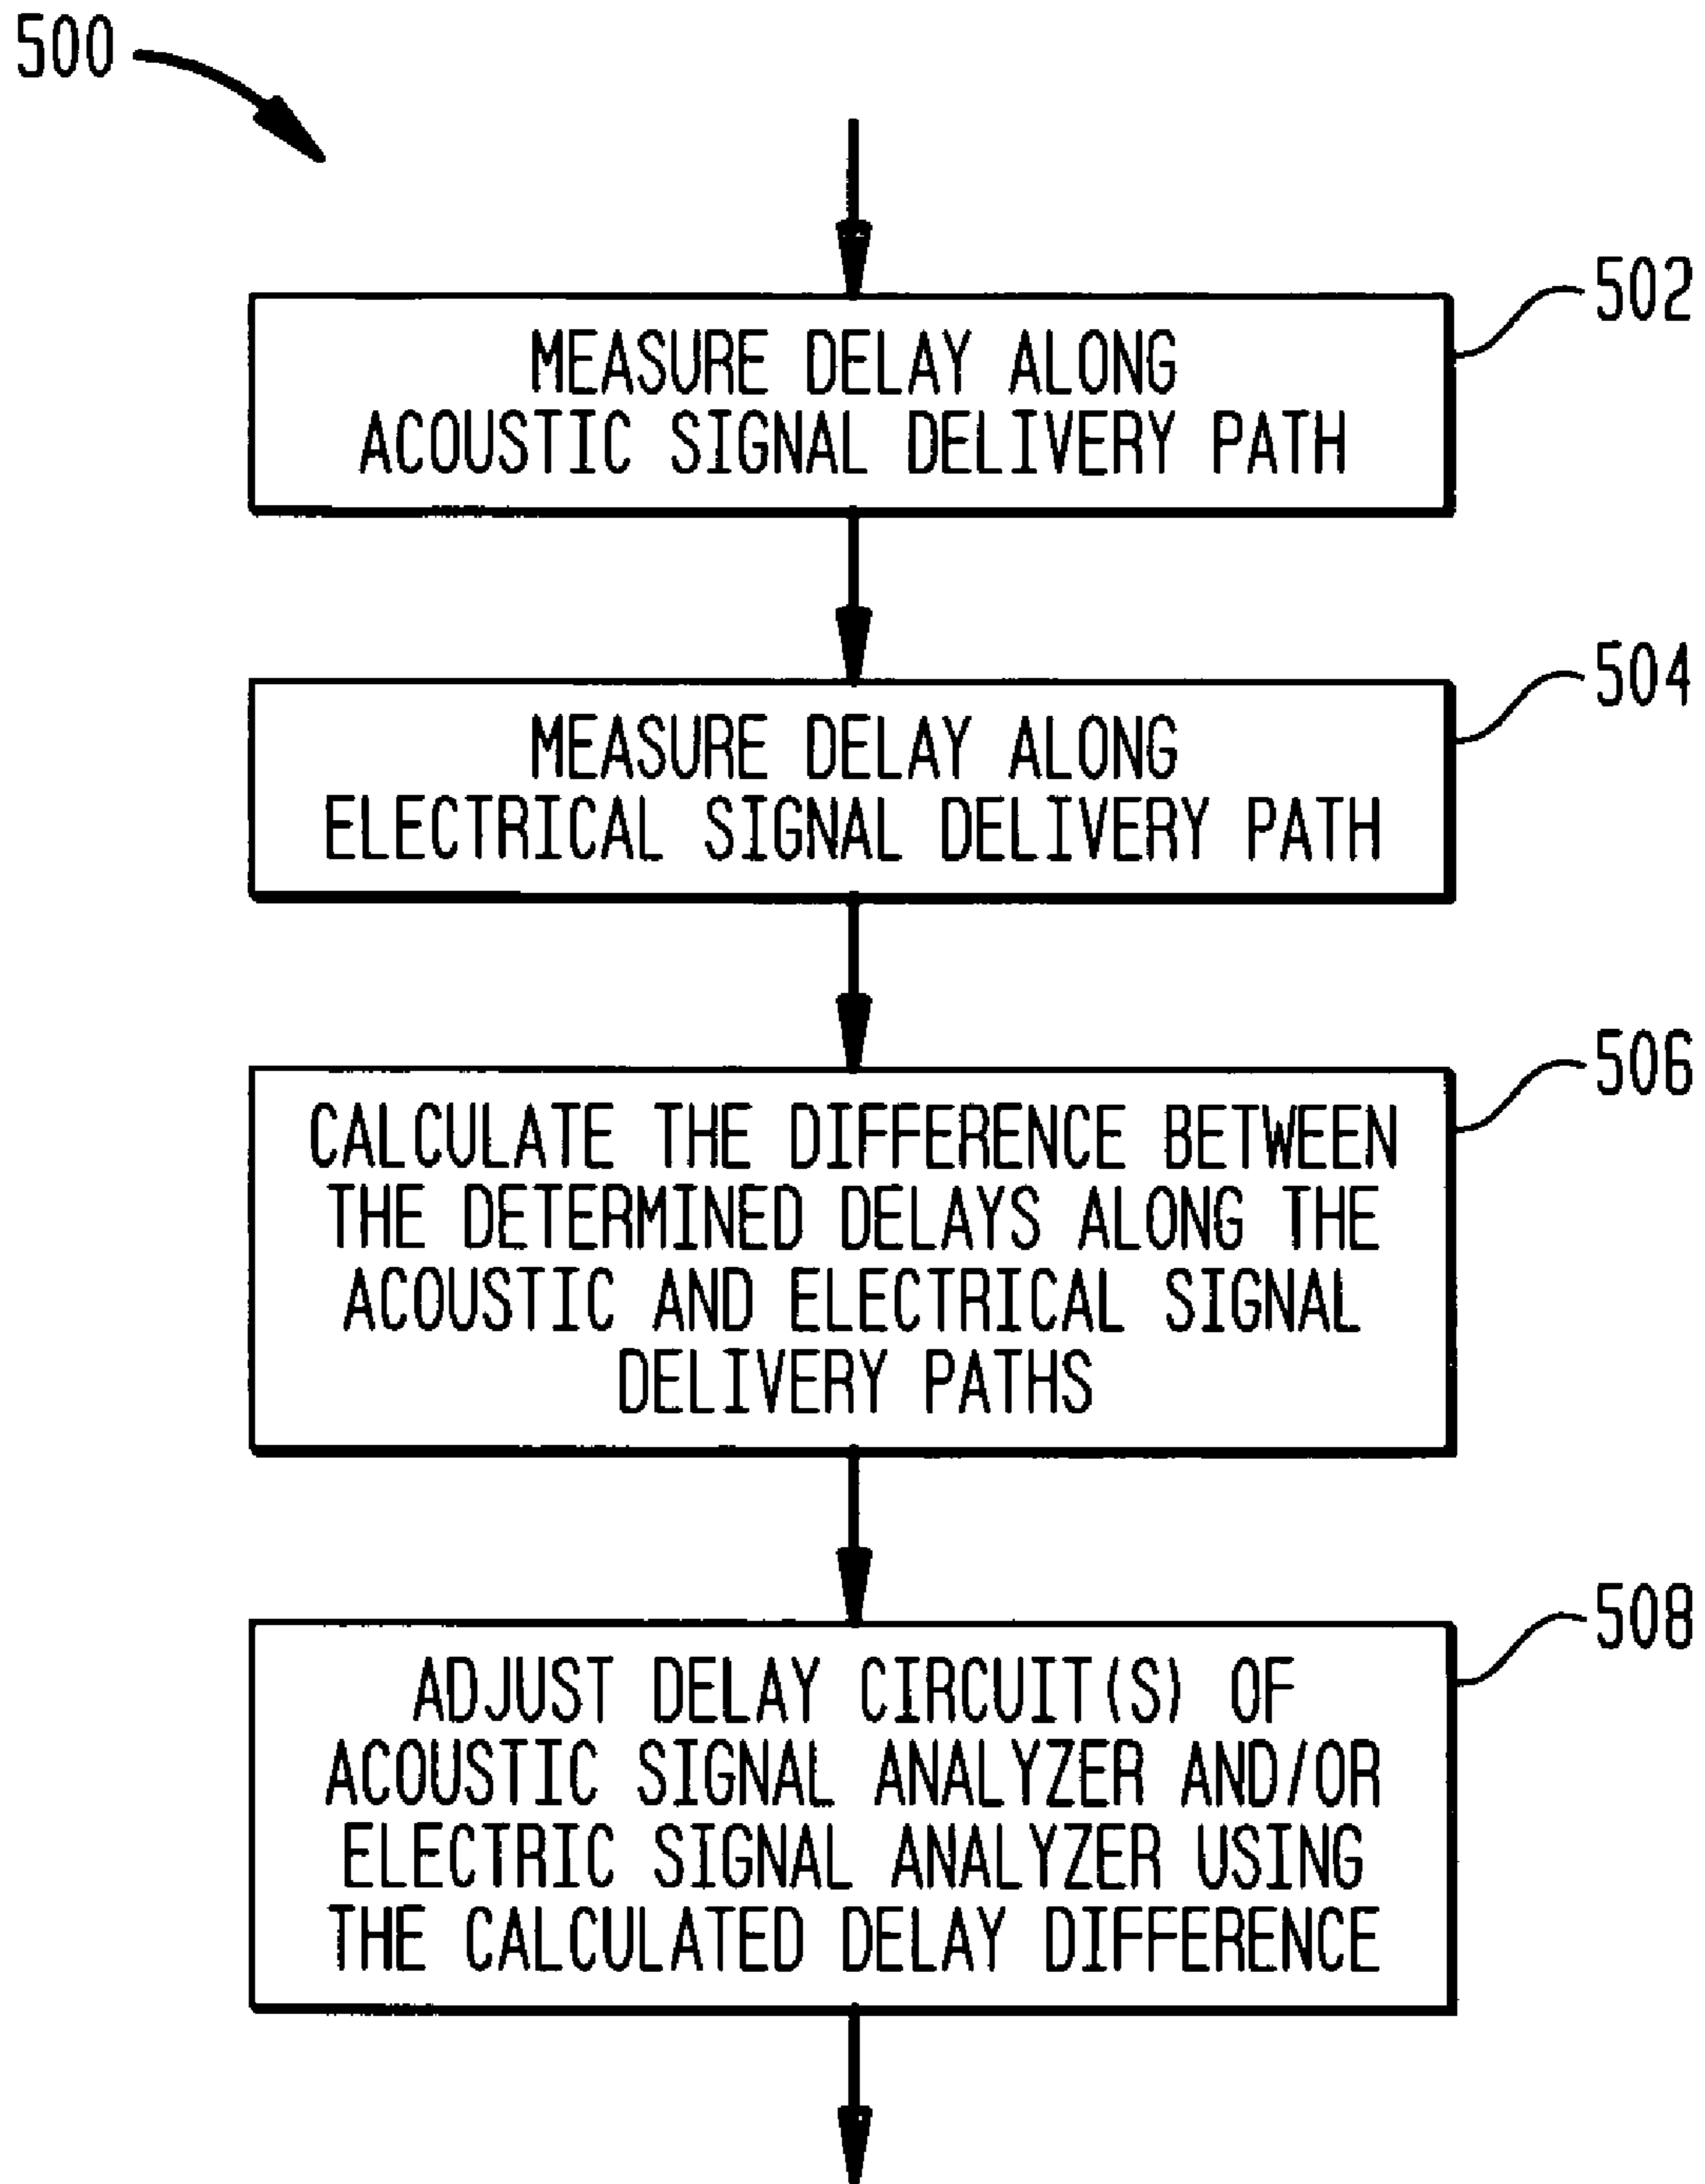 500
502
MEASURE DELAY ALONG
ACOUSTIC SIGNAL DELIVERY PATH
504
MEASURE DELAY ALONG
ELECTRICAL SIGNAL DELIVERY PATH
506
CALCULATE THE DIFFERENCE BETWEEN
THE DETERMINED DELAYS ALONG THE
ACOUSTIC AND ELECTRICAL SIGNAL
DELIVERY PATHS
508
ADJUST DELAY CIRCUIT(S) OF
ACOUSTIC SIGNAL ANALYZER AND/OR
ELECTRIC SIGNAL ANALYZER USING
THE CALCULATED DELAY DIFFERENCE